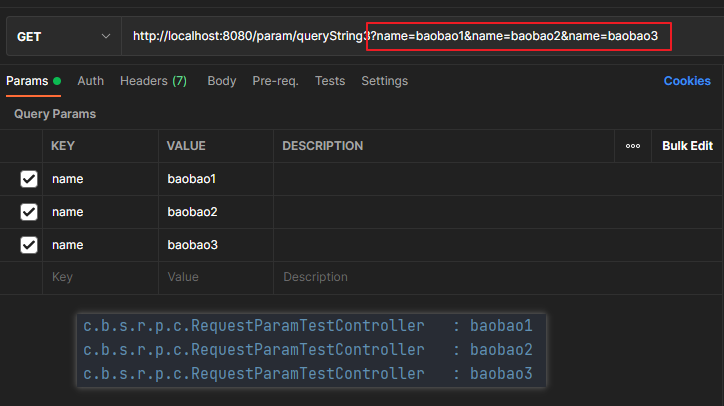 GET http://localhost:8080/param/queryString3?name=baobao1&name=baobao2&name=baobao3
Params Auth Headers (7) Body Pre-req. Tests Settings Cookies
Query Params
KEY VALUE DESCRIPTION Bulk Edit
name baobao1
name baobao2
name baobao3
Key Value Description
c.b.s.r.p.c.RequestParamTestController : baobao1
c.b.s.r.p.c.RequestParamTestController : baobao2
c.b.s.r.p.c.RequestParamTestController : baobao3